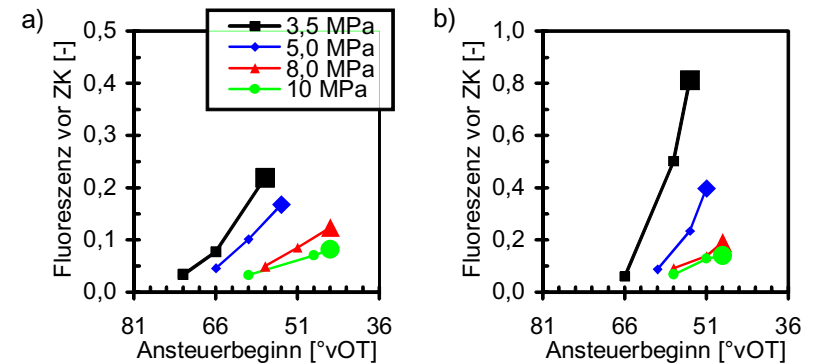 a)
Fluoreszenz vor ZK [-]
0,5
0,4
0,3
0,2
0,1
0,0
81 66 51 36
Ansteuerbeginn [°vOT]
3,5 MPa
5,0 MPa
8,0 MPa
10 MPa
b)
Fluoreszenz vor ZK [-]
1,0
0,8
0,6
0,4
0,2
0,0
81 66 51 36
Ansteuerbeginn [°vOT]